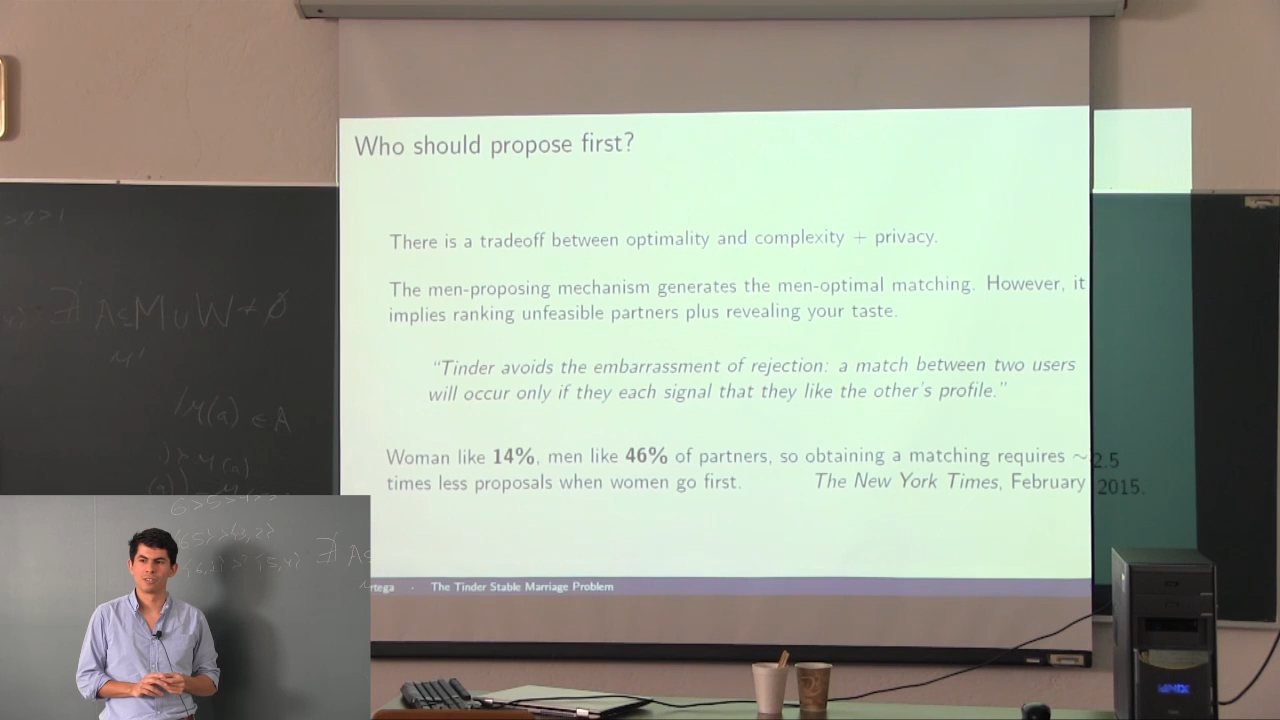 Who should propose first?
There is a tradeoff between optimality and complexity + privacy.
The men-proposing mechanism generates the men-optimal matching. However, it
implies ranking unfeasible partners plus revealing your taste.
“Tinder avoids the embarrassment of rejection: a match between two users
will occur only if they each signal that they like the other's profile.”
Woman like 14%, men like 46% of partners, so obtaining a matching requires ~2.5
times less proposals when women go first. The New York Times, February 2015.
rtega - The Tinder Stable Marriage Problem
>2>1
∃ A⊆M∪W≠∅
μ'
μ(a) ∈ A